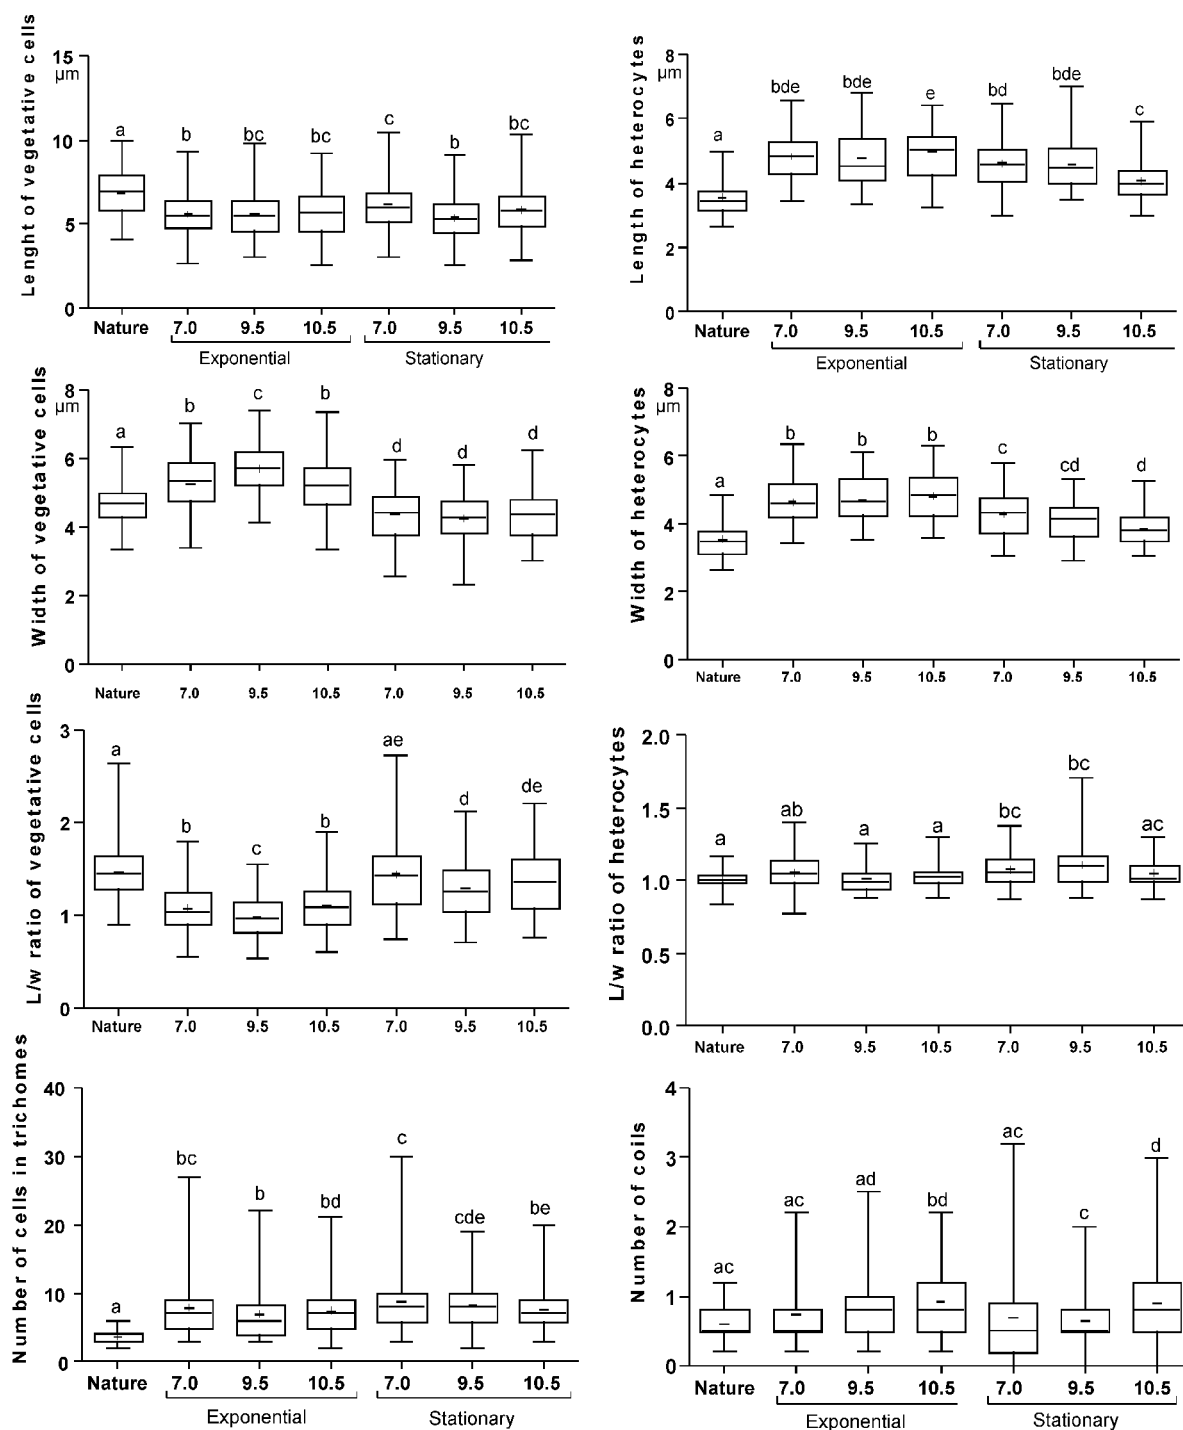 Lenght of vegetative cells
15
µm
10
5
0
a
b
bc
bc
c
b
bc
Nature 7.0 9.5 10.5 7.0 9.5 10.5
Exponential Stationary
Length of heterocytes
8
µm
6
4
2
0
a
bde
bde
e
bd
bde
c
Nature 7.0 9.5 10.5 7.0 9.5 10.5
Exponential Stationary
Width of vegetative cells
8
µm
6
4
2
0
a
b
c
b
d
d
d
Nature 7.0 9.5 10.5 7.0 9.5 10.5
Width of heterocytes
8
µm
6
4
2
0
a
b
b
b
c
cd
d
Nature 7.0 9.5 10.5 7.0 9.5 10.5
L/w ratio of vegetative cells
3
2
1
0
a
b
c
b
ae
d
de
Nature 7.0 9.5 10.5 7.0 9.5 10.5
L/w ratio of heterocytes
2.0
1.5
1.0
0.5
0.0
a
ab
a
a
bc
bc
ac
Nature 7.0 9.5 10.5 7.0 9.5 10.5
Number of cells in trichomes
40
30
20
10
0
a
bc
b
bd
c
cde
be
Nature 7.0 9.5 10.5 7.0 9.5 10.5
Exponential Stationary
Number of coils
4
3
2
1
0
ac
ac
ad
bd
ac
c
d
Nature 7.0 9.5 10.5 7.0 9.5 10.5
Exponential Stationary